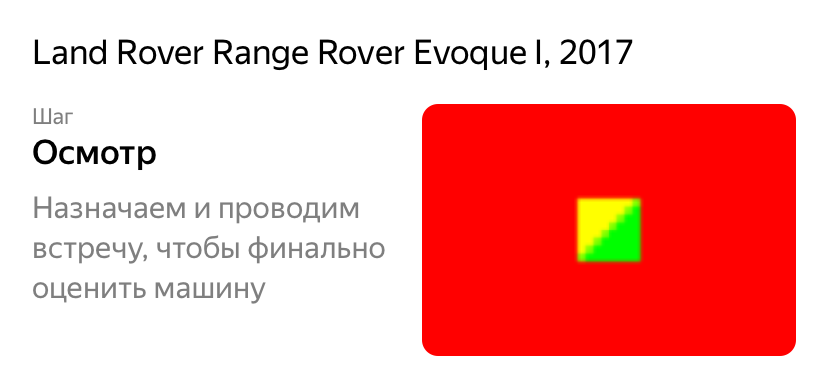 Land Rover Range Rover Evoque I, 2017
Шаг
Осмотр
Назначаем и проводим
встречу, чтобы финально
оценить машину